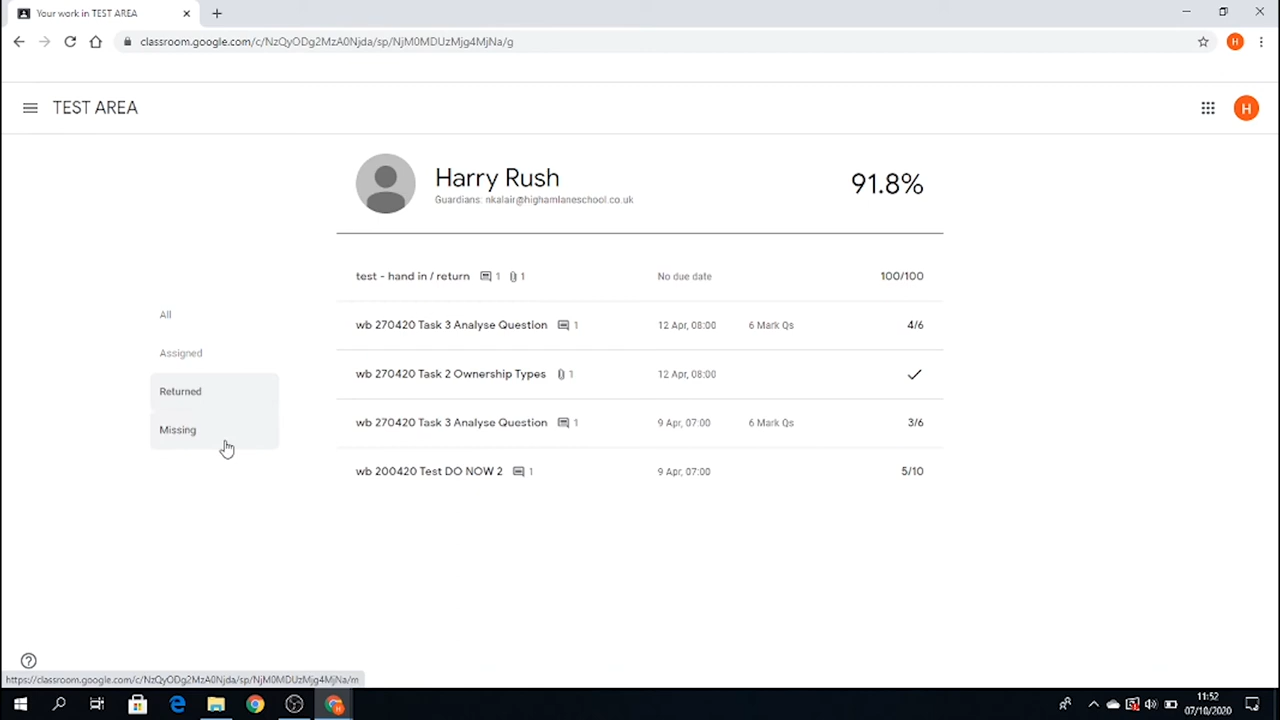 Your work in TEST AREA
classroom.google.com/c/NzQyODg2MzA0Njda/sp/NjM0MDUzMjg4MjNa/g
H
TEST AREA
H
Harry Rush
Guardians: nkalair@highamlaneschool.co.uk
91.8%
test - hand in / return 1 1 No due date 100/100
All
wb 270420 Task 3 Analyse Question 1 12 Apr, 08:00 6 Mark Qs 4/6
Assigned
wb 270420 Task 2 Ownership Types 1 12 Apr, 08:00
Returned
wb 270420 Task 3 Analyse Question 1 9 Apr, 07:00 6 Mark Qs 3/6
Missing
wb 200420 Test DO NOW 2 1 9 Apr, 07:00 5/10
https://classroom.google.com/c/NzQyODg2MzA0Njda/sp/NjM0MDUzMjg4MjNa/m
11:52
07/10/2020